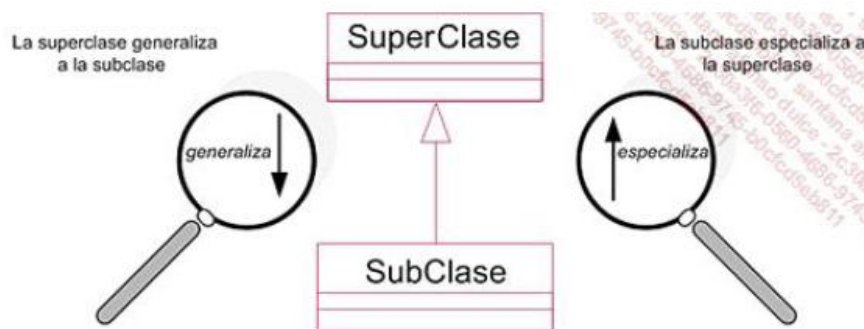 La superclase generaliza
a la subclase
SuperClase
La subclase especializa a
la superclase
generaliza
especializa
SubClase